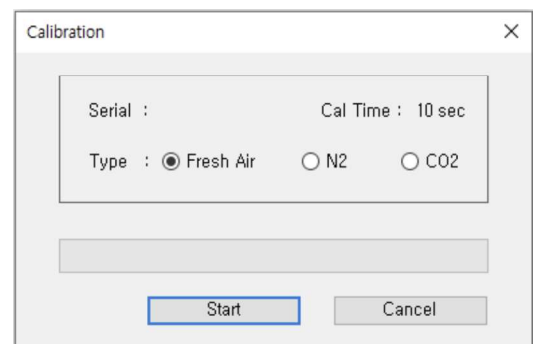 Calibration
Serial : Cal Time : 10 sec
Type : Fresh Air N2 CO2
Start Cancel